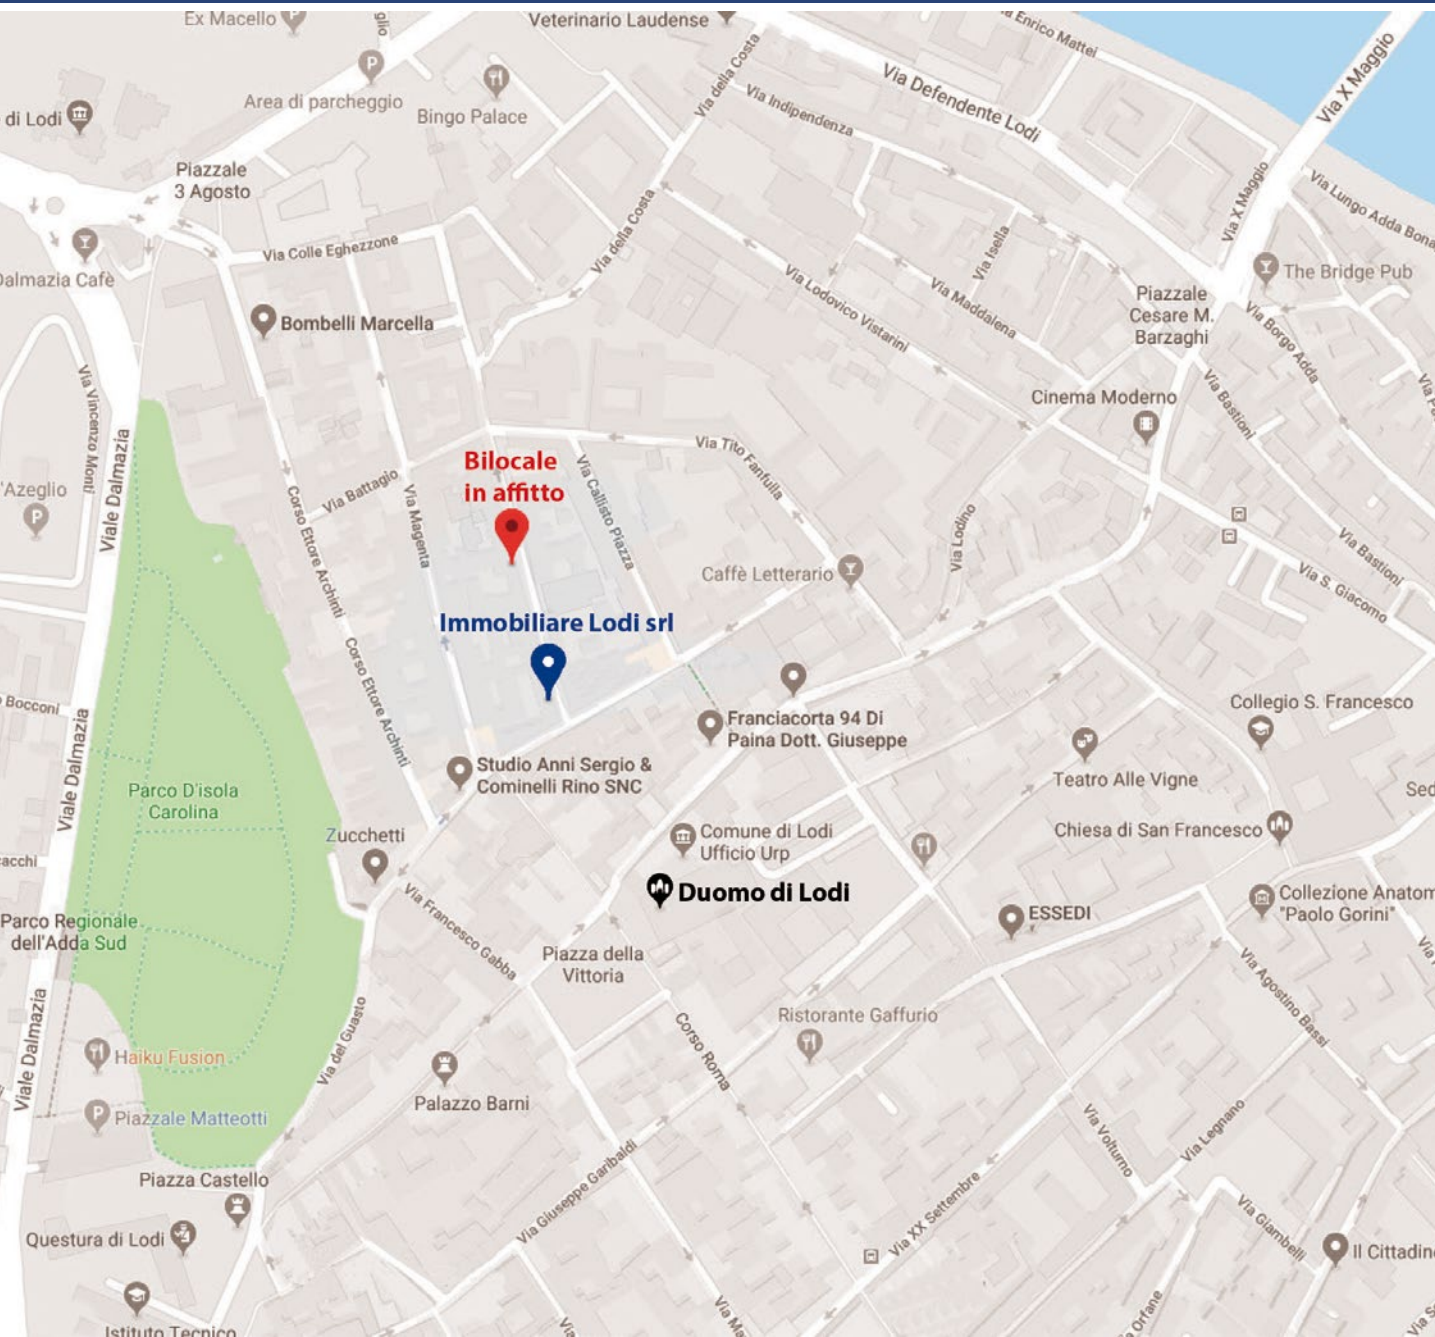 Ex Macello
Veterinario Laudense
Via Enrico Mattei
Via X Maggio
Area di parcheggio
Bingo Palace
Via della Costa
Via Indipendenza
Via Defendente Lodi
di Lodi
Piazzale
3 Agosto
Via X Maggio
Via Lungo Adda Bona
Via Colle Eghezzone
Via della Costa
Via Isella
Dalmazia Cafè
The Bridge Pub
Via Lodovico Vistarini
Via Maddalena
Piazzale
Cesare M.
Barzaghi
Via Borgo Adda
Bombelli Marcella
Via Vincenzo Monti
Cinema Moderno
Via Bastioni
Viale Dalmazia
Via Tito Fanfulla
Bilocale
in affitto
Via Battagio
Via Magenta
Via Callisto Piazza
'Azeglio
Corso Ettore Archinti
Via Lodino
Via Bastioni
Caffè Letterario
Via S. Giacomo
Immobiliare Lodi srl
Corso Ettore Archinti
Bocconi
Viale Dalmazia
Collegio S. Francesco
Franciacorta 94 Di
Paina Dott. Giuseppe
Studio Anni Sergio &
Cominelli Rino SNC
Teatro Alle Vigne
Sed
Parco D'isola
Carolina
Zucchetti
Comune di Lodi
Ufficio Urp
Chiesa di San Francesco
acchi
Duomo di Lodi
Via Francesco Gabba
ESSEDI
Collezione Anatom
"Paolo Gorini"
Parco Regionale
dell'Adda Sud
Piazza della
Vittoria
Via Agostino Bassi
Viale Dalmazia
Via del Guasto
Corso Roma
Ristorante Gaffurio
Haiku Fusion
Palazzo Barni
Piazzale Matteotti
Via Volturno
Via Legnano
Piazza Castello
Via Giuseppe Garibaldi
Via XX Settembre
Via Giambelli
Questura di Lodi
Il Cittadin
Istituto Tecnico